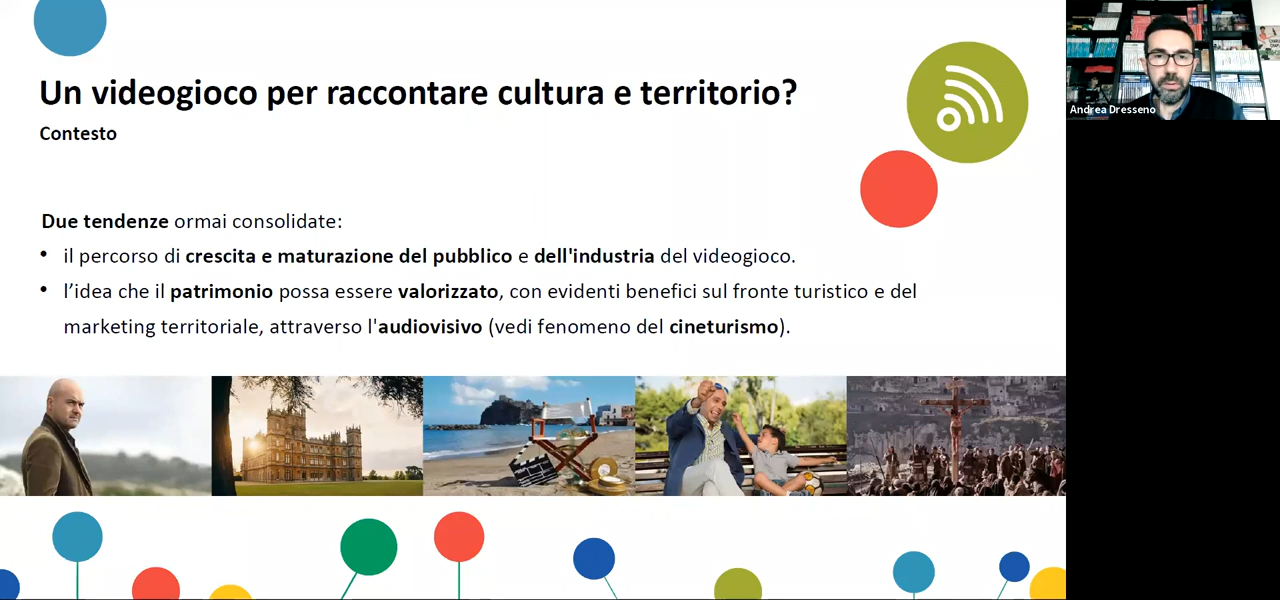 Un videogioco per raccontare cultura e territorio?
Contesto
Due tendenze ormai consolidate:
• il percorso di crescita e maturazione del pubblico e dell'industria del videogioco.
• l’idea che il patrimonio possa essere valorizzato, con evidenti benefici sul fronte turistico e del
marketing territoriale, attraverso l'audiovisivo (vedi fenomeno del cineturismo).
Andrea Dresseno